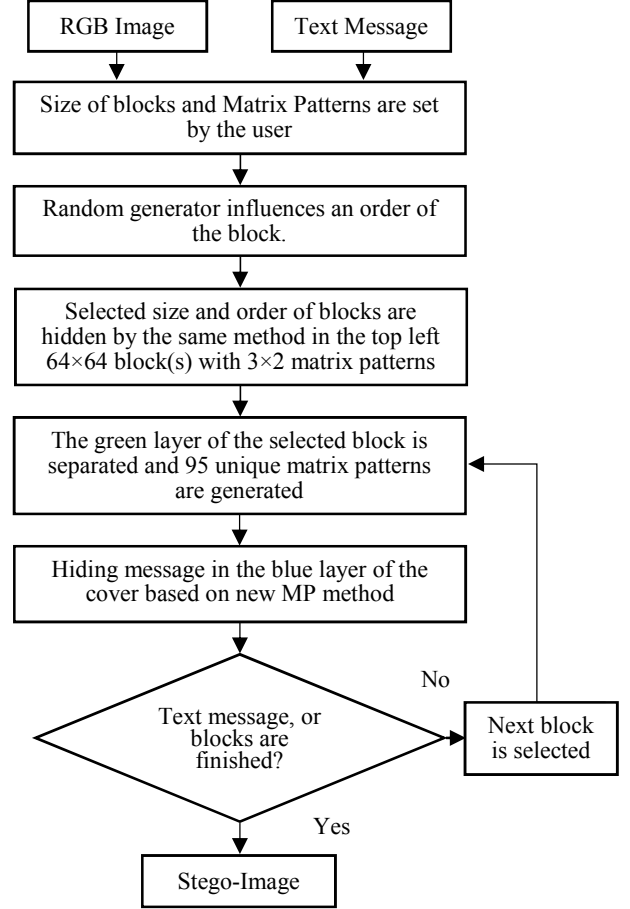 RGB Image
Text Message
Size of blocks and Matrix Patterns are set
by the user
Random generator influences an order of
the block.
Selected size and order of blocks are
hidden by the same method in the top left
64×64 block(s) with 3×2 matrix patterns
The green layer of the selected block is
separated and 95 unique matrix patterns
are generated
Hiding message in the blue layer of the
cover based on new MP method
Text message, or
blocks are
finished?
No
Next block
is selected
Yes
Stego-Image